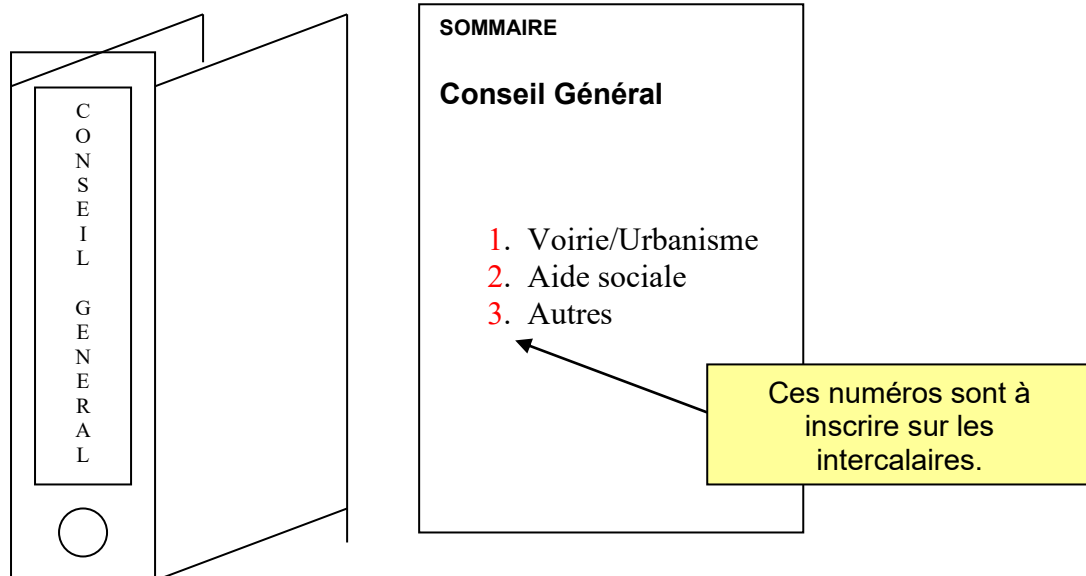 CONSEIL GENERAL
SOMMAIRE
Conseil Général
1. Voirie/Urbanisme
2. Aide sociale
3. Autres
Ces numéros sont à
inscrire sur les
intercalaires.